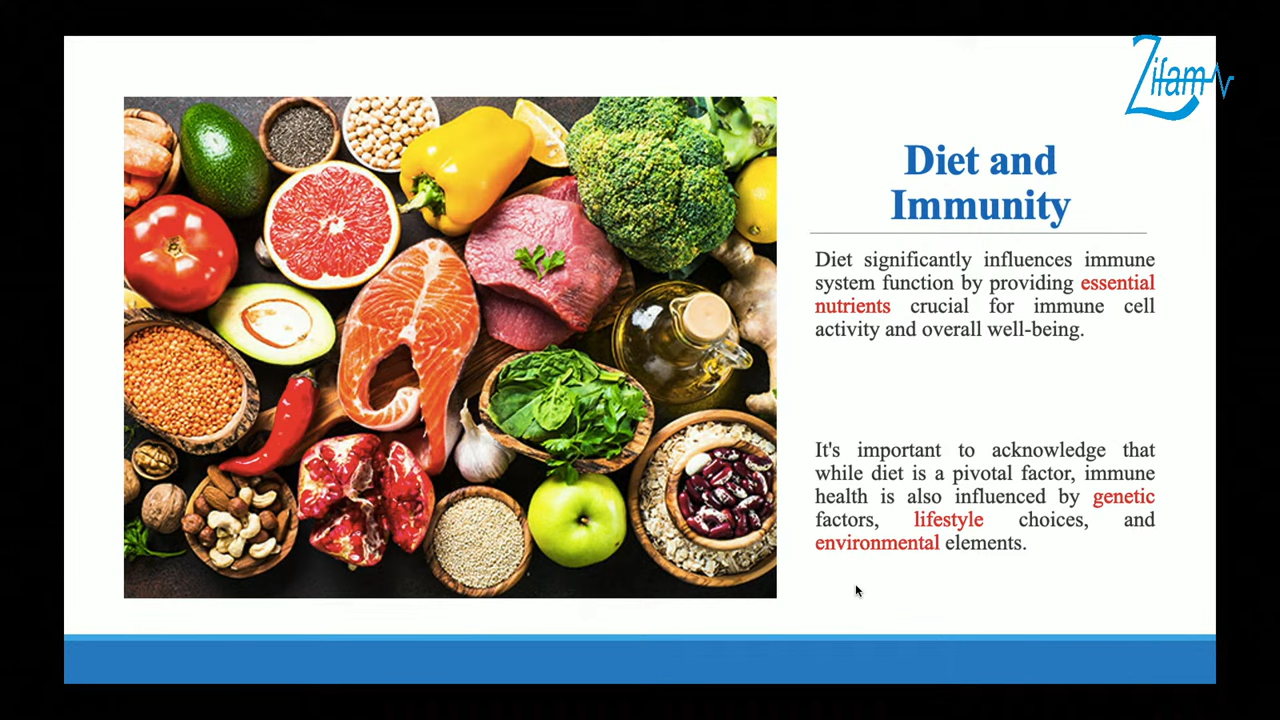 Zifam
Diet and
Immunity
Diet significantly influences immune
system function by providing essential
nutrients crucial for immune cell
activity and overall well-being.
It's important to acknowledge that
while diet is a pivotal factor, immune
health is also influenced by genetic
factors, lifestyle choices, and
environmental elements.